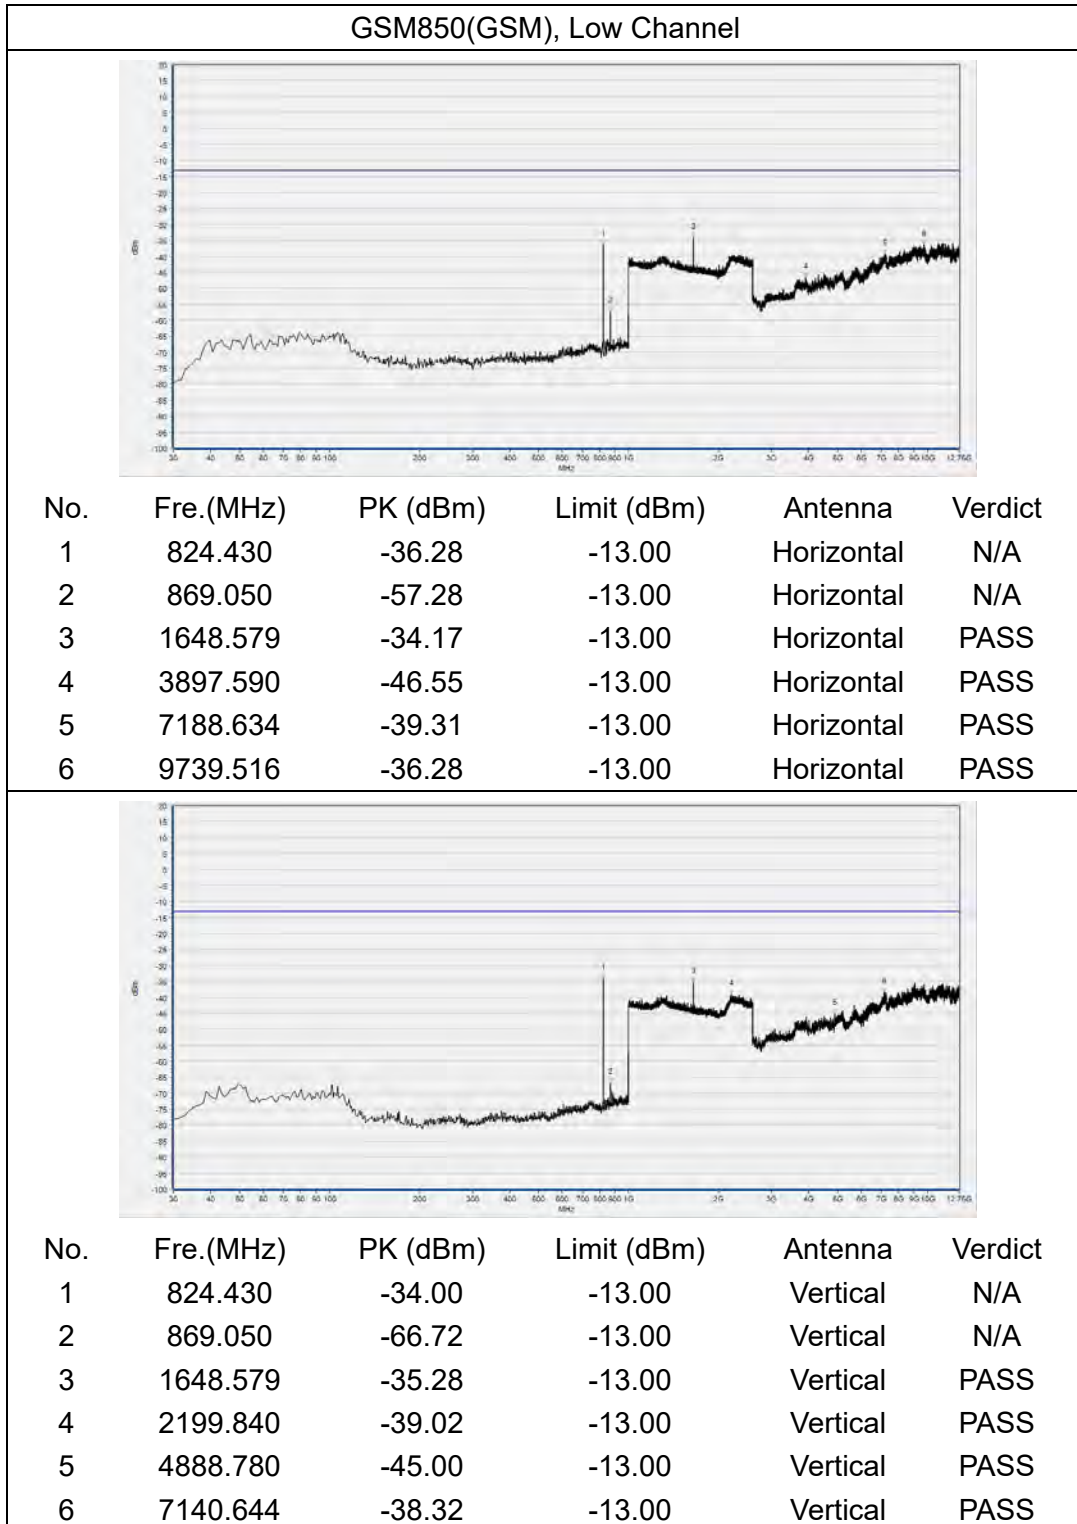 GSM850(GSM), Low Channel
dBm
MHz
No. Fre.(MHz) PK (dBm) Limit (dBm) Antenna Verdict
1 824.430 -36.28 -13.00 Horizontal N/A
2 869.050 -57.28 -13.00 Horizontal N/A
3 1648.579 -34.17 -13.00 Horizontal PASS
4 3897.590 -46.55 -13.00 Horizontal PASS
5 7188.634 -39.31 -13.00 Horizontal PASS
6 9739.516 -36.28 -13.00 Horizontal PASS
dBm
MHz
No. Fre.(MHz) PK (dBm) Limit (dBm) Antenna Verdict
1 824.430 -34.00 -13.00 Vertical N/A
2 869.050 -66.72 -13.00 Vertical N/A
3 1648.579 -35.28 -13.00 Vertical PASS
4 2199.840 -39.02 -13.00 Vertical PASS
5 4888.780 -45.00 -13.00 Vertical PASS
6 7140.644 -38.32 -13.00 Vertical PASS